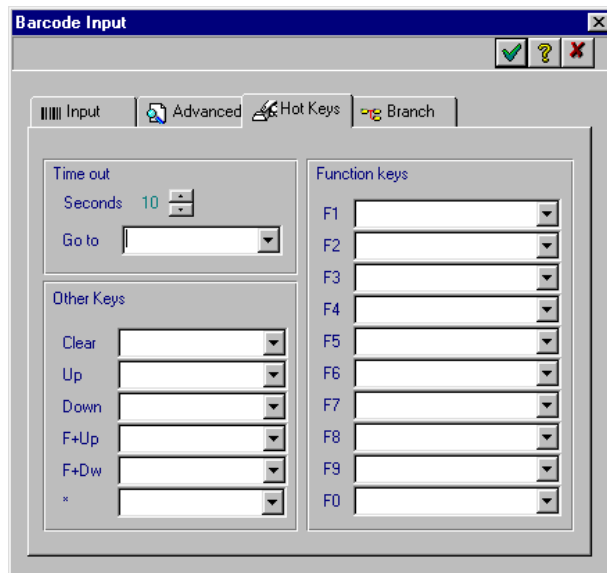 Barcode Input
Input Advanced Hot Keys Branch
Time out
Seconds 10
Go to
Other Keys
Clear
Up
Down
F+Up
F+Dw
*
Function keys
F1
F2
F3
F4
F5
F6
F7
F8
F9
F0